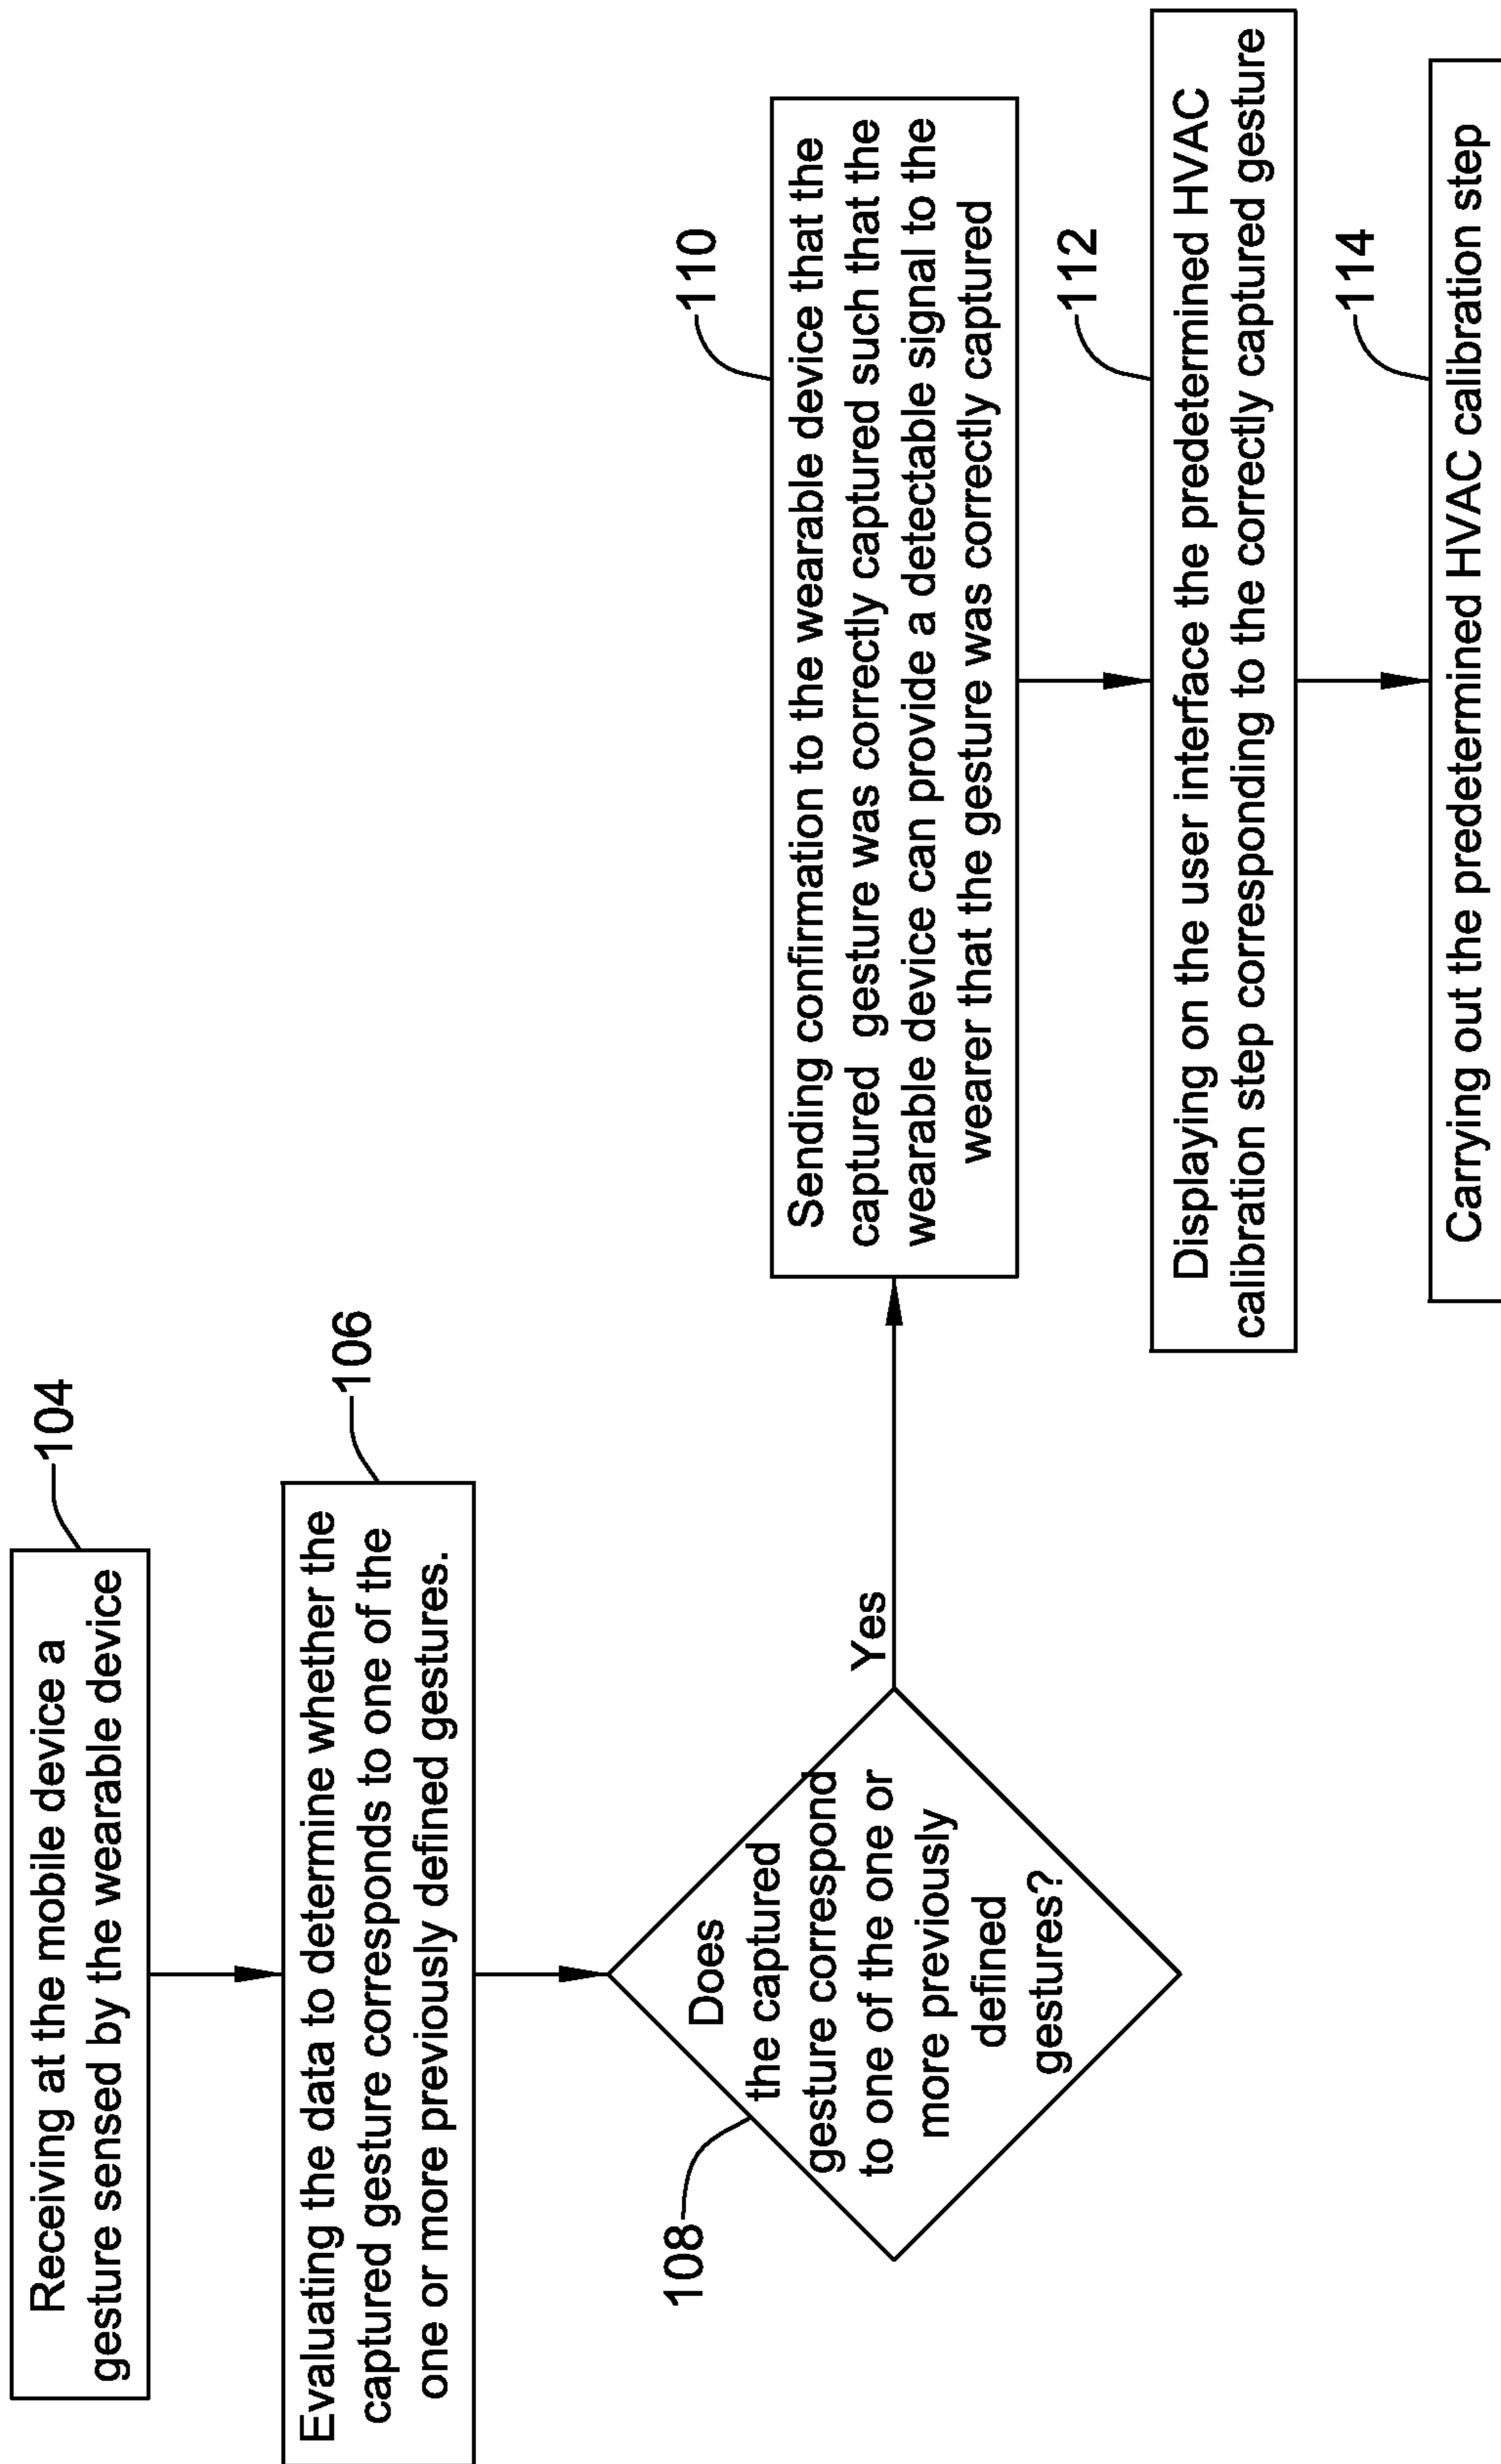 104
Receiving at the mobile device a
gesture sensed by the wearable device
106
Evaluating the data to determine whether the
captured gesture corresponds to one of the
one or more previously defined gestures.
108
Does
the captured
gesture correspond
to one of the one or
more previously
defined
gestures?
Yes
110
Sending confirmation to the wearable device that the
captured gesture was correctly captured such that the
wearable device can provide a detectable signal to the
wearer that the gesture was correctly captured
112
Displaying on the user interface the predetermined HVAC
calibration step corresponding to the correctly captured gesture
114
Carrying out the predetermined HVAC calibration step